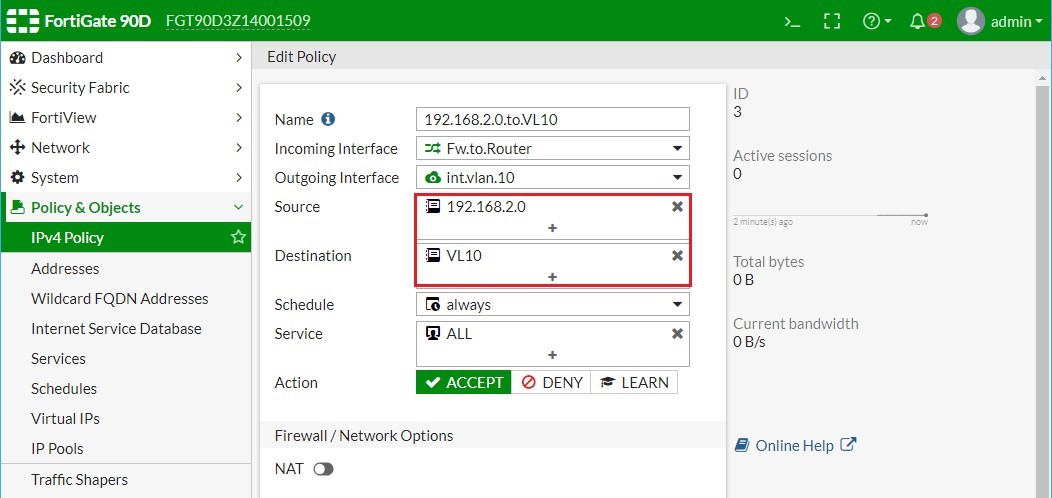 FortiGate 90D FGT90D3Z14001509
>_ 2 admin
Dashboard
Security Fabric
FortiView
Network
System
Policy & Objects
IPv4 Policy
Addresses
Wildcard FQDN Addresses
Internet Service Database
Services
Schedules
Virtual IPs
IP Pools
Traffic Shapers
Edit Policy
Name 192.168.2.0.to.VL10
Incoming Interface Fw.to.Router
Outgoing Interface int.vlan.10
Source 192.168.2.0
+
Destination VL10
+
Schedule always
Service ALL
+
Action ACCEPT DENY LEARN
Firewall / Network Options
NAT
ID
3
Active sessions
0
2 minute(s) ago now
Total bytes
0 B
Current bandwidth
0 B/s
Online Help